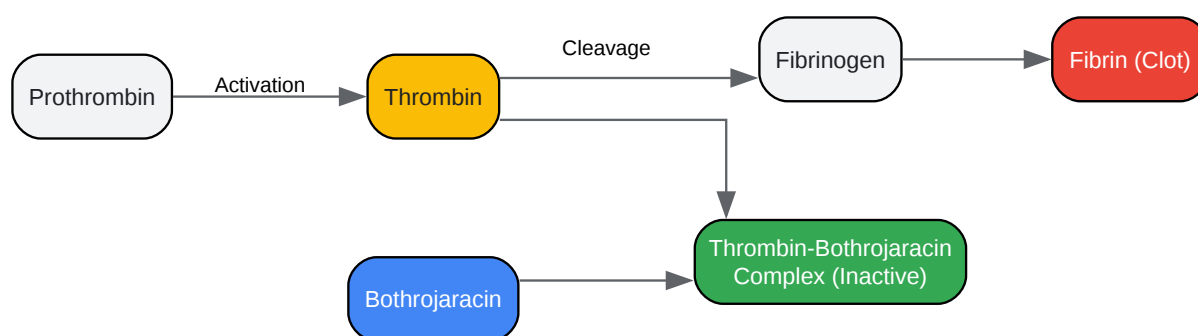 Prothrombin
Activation
Thrombin
Cleavage
Fibrinogen
Fibrin (Clot)
Thrombin-Bothrojaracin
Complex (Inactive)
Bothrojaracin